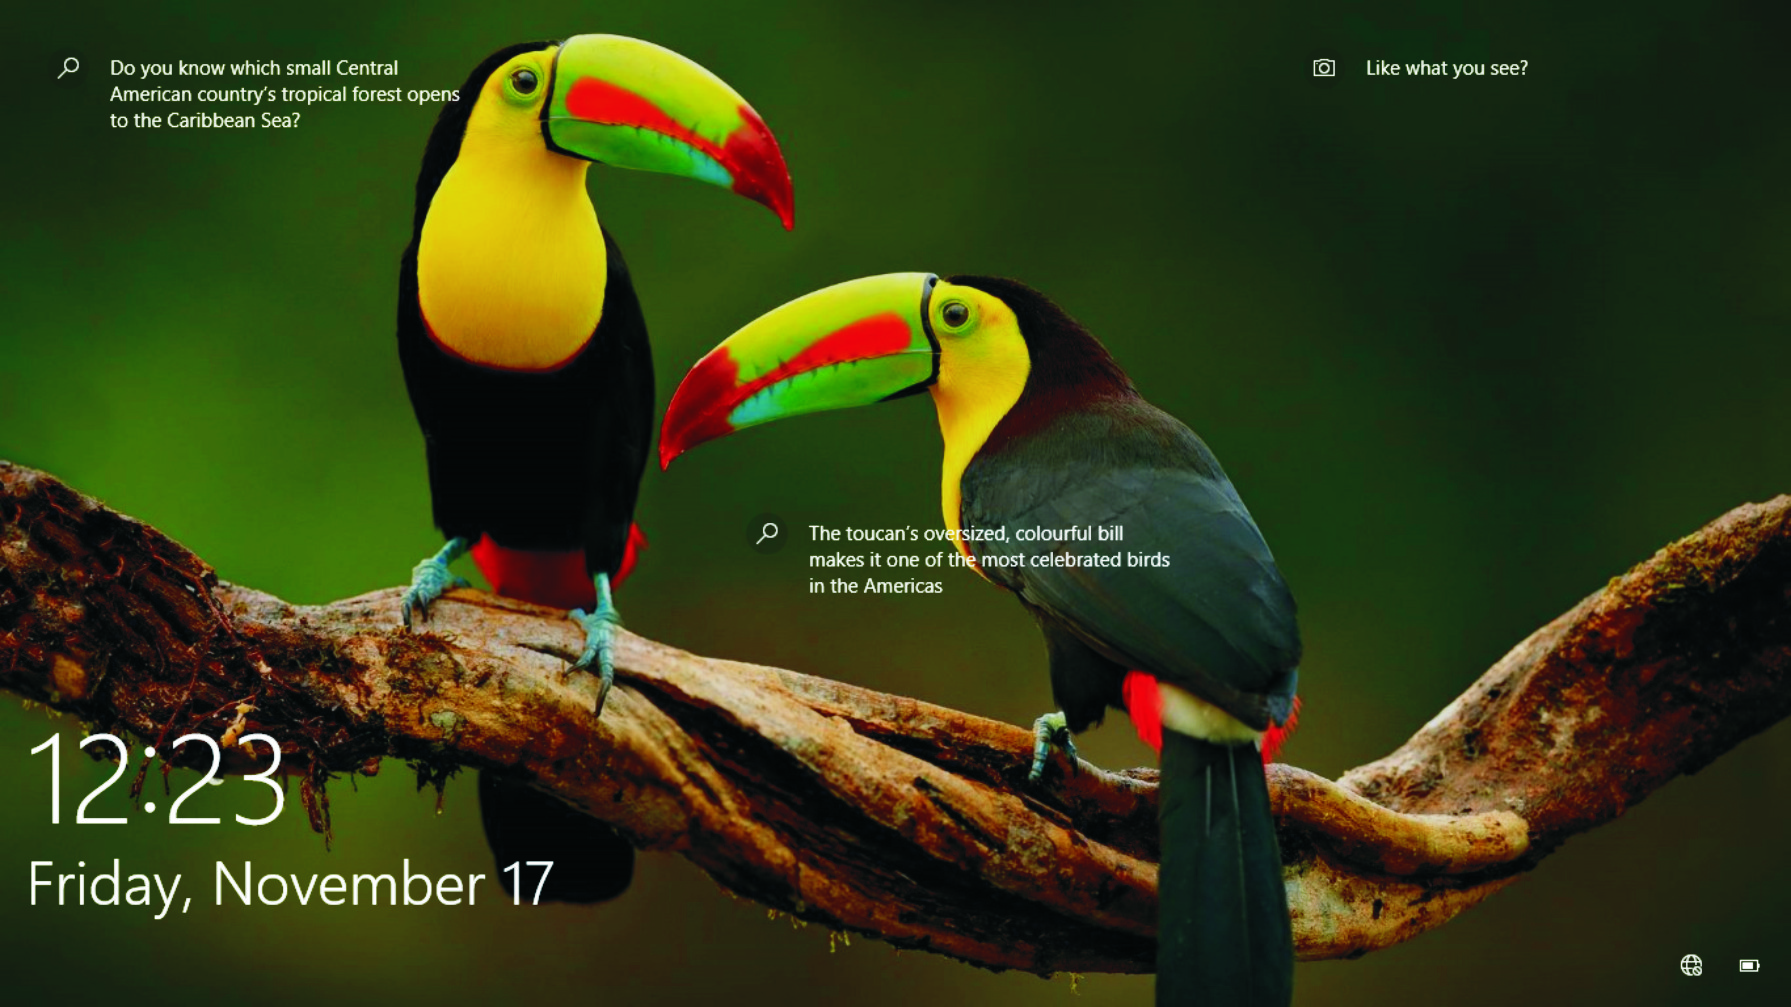 Do you know which small Central
American country's tropical forest opens
to the Caribbean Sea?
Like what you see?
The toucan's oversized, colourful bill
makes it one of the most celebrated birds
in the Americas
12:23
Friday, November 17